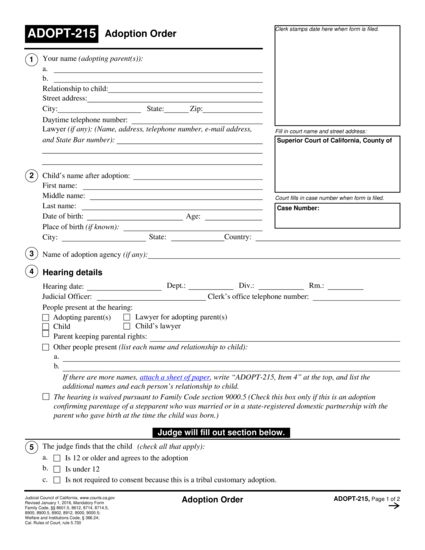 ADOPT-215 Adoption Order
Clerk stamps date here when form is filed.
1 Your name (adopting parent(s)):
a.
b.
Relationship to child:
Street address:
City: State: Zip:
Daytime telephone number:
Lawyer (if any): (Name, address, telephone number, e-mail address,
and State Bar number):
Fill in court name and street address:
Superior Court of California, County of
2 Child's name after adoption:
First name:
Middle name:
Last name:
Date of birth: Age:
Place of birth (if known):
City: State: Country:
Court fills in case number when form is filed.
Case Number:
3 Name of adoption agency (if any):
4 Hearing details
Hearing date: Dept.: Div.: Rm.:
Judicial Officer: Clerk's office telephone number:
People present at the hearing:
Adopting parent(s) Lawyer for adopting parent(s)
Child Child's lawyer
Parent keeping parental rights:
Other people present (list each name and relationship to child):
a.
b.
If there are more names, attach a sheet of paper, write “ADOPT-215, Item 4” at the top, and list the
additional names and each person's relationship to child.
The hearing is waived pursuant to Family Code section 9000.5 (Check this box only if this is an adoption
confirming parentage of a stepparent who was married or in a state-registered domestic partnership with the
parent who gave birth at the time the child was born.)
Judge will fill out section below.
5 The judge finds that the child (check all that apply):
a. Is 12 or older and agrees to the adoption
b. Is under 12
c. Is not required to consent because this is a tribal customary adoption.
Judicial Council of California, www.courts.ca.gov
Revised January 1, 2016, Mandatory Form
Family Code, §§ 8601.5, 8612, 8714, 8714.5,
8900, 8900.5, 8902, 8912, 9000, 9000.5;
Welfare and Institutions Code, § 366.24;
Cal. Rules of Court, rule 5.730
Adoption Order
ADOPT-215, Page 1 of 2